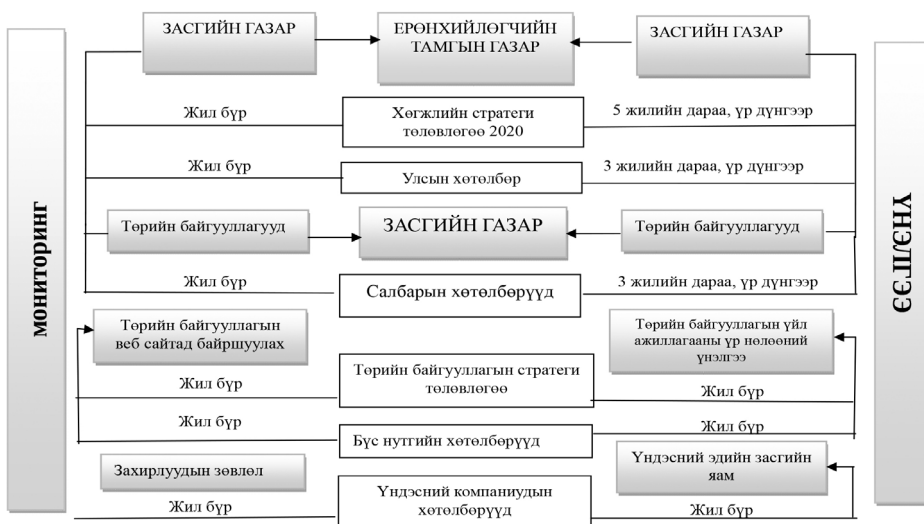 ЗАСГИЙН ГАЗАР
ЕРӨНХИЙЛӨГЧИЙН
ТАМГЫН ГАЗАР
ЗАСГИЙН ГАЗАР
Жил бүр
Хөгжлийн стратеги
төлөвлөгөө 2020
5 жилийн дараа, үр дүнгээр
Жил бүр
Улсын хөтөлбөр
3 жилийн дараа, үр дүнгээр
Төрийн байгууллагууд
ЗАСГИЙН ГАЗАР
Төрийн байгууллагууд
Жил бүр
Салбарын хөтөлбөрүүд
3 жилийн дараа, үр дүнгээр
Төрийн байгууллагын
веб сайтад байршуулах
Төрийн байгууллагын үйл
ажиллагааны үр нөлөөний
үнэлгээ
Жил бүр
Төрийн байгууллагын стратеги
төлөвлөгөө
Жил бүр
Жил бүр
Бүс нутгийн хөтөлбөрүүд
Жил бүр
Захирлуудын зөвлөл
Үндэсний эдийн засгийн
яам
Жил бүр
Үндэсний компаниудын
хөтөлбөрүүд
Жил бүр
мониторинг
ҮНЭЛГЭЭ